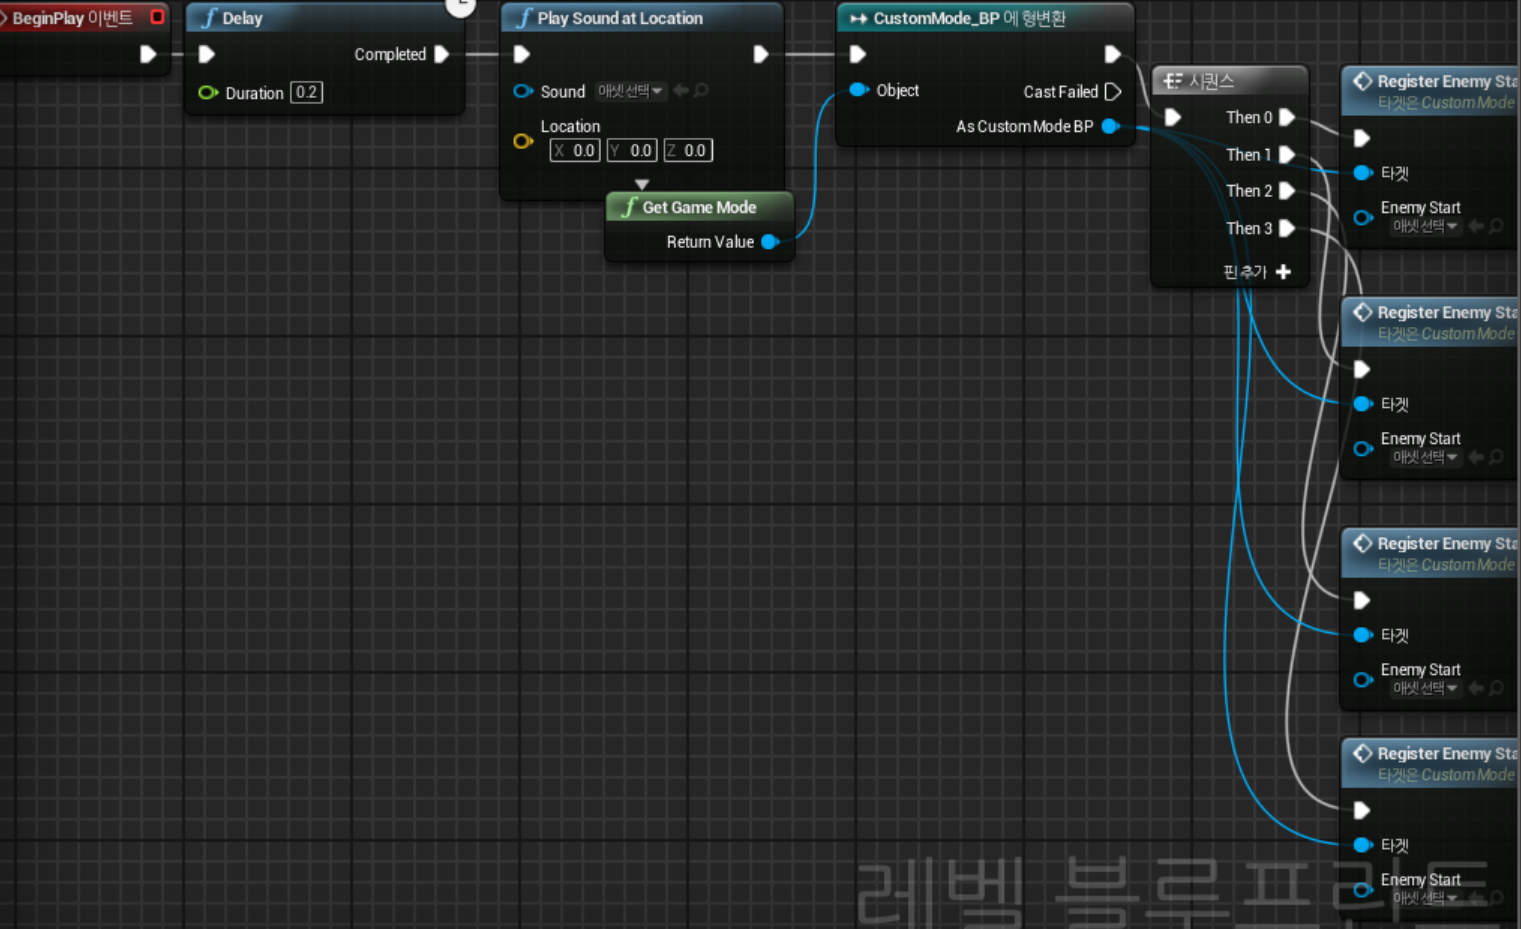 BeginPlay 이벤트
Delay
Completed
Duration 0.2
Play Sound at Location
Sound 애셋 선택
Location
X 0.0 Y 0.0 Z 0.0
Get Game Mode
Return Value
CustomMode_BP 에 형변환
Object
Cast Failed
As Custom Mode BP
시퀀스
Then 0
Then 1
Then 2
Then 3
핀 추가
Register Enemy Sta
타겟은 Custom Mode
타겟
Enemy Start
애셋 선택
Register Enemy Sta
타겟은 Custom Mode
타겟
Enemy Start
애셋 선택
Register Enemy Sta
타겟은 Custom Mode
타겟
Enemy Start
애셋 선택
Register Enemy Sta
타겟은 Custom Mode
타겟
Enemy Start
애셋 선택
레벨 블루프린트